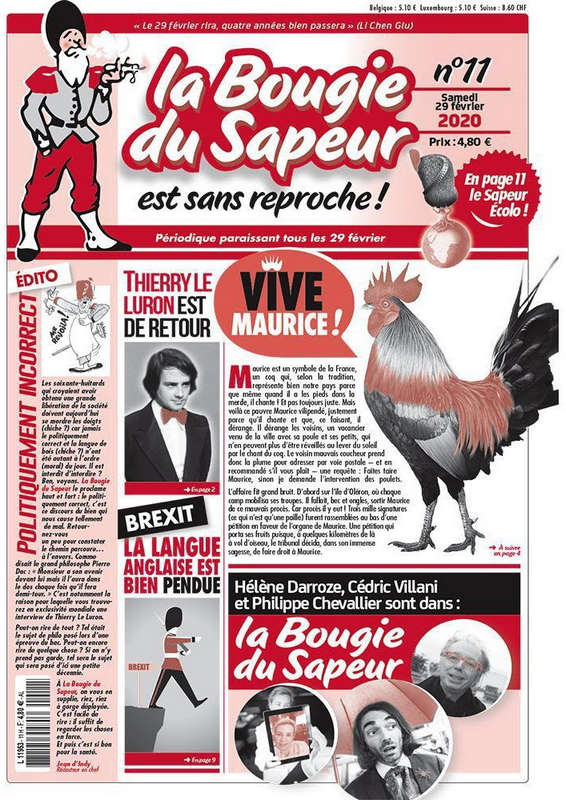 Belgique : 5.10 € Luxembourg : 5.10 € Suisse : 8.60 CHF
« Le 29 février rira, quatre années bien passera » (Li Chen Glu)
la Bougie
du Sapeur
est sans reproche !
n°11
Samedi
29 février
2020
Prix : 4,80 €
En page 11
le Sapeur
Écolo !
Périodique paraissant tous les 29 février
ÉDITO
POLITIQUEMENT INCORRECT
Les soixante-huitards
qui croyaient avoir
obtenu une grande
libération de la société
doivent aujourd'hui
se mordre les doigts
(chiche ?) car jamais
le politiquement
correct et la langue de
bois (chiche ?) n'ont
été autant à l'ordre
(moral) du jour. Il est
interdit d'interdire ?
Ben, voyons. La Bougie
du Sapeur le proclame
haut et fort : le politi-
quement correct, c'est
ce discours du bien qui
nous cause tellement
de mal. Retour-
nez-vous
un peu pour constater
le chemin parcouru...
à l'envers. Comme
disait le grand philosophe Pierre
Dac : « Monsieur a son avenir
devant lui mais il l'aura dans
le dos chaque fois qu'il fera
demi-tour. » C'est notamment la
raison pour laquelle vous trouve-
rez en exclusivité mondiale une
interview de Thierry Le Luron.
Peut-on rire de tout ? Tel était
le sujet de philo posé lors d'une
épreuve du bac. Peut-on encore
rire de quelque chose ? Si on n'y
prend pas garde, tel sera le sujet
qui sera posé d'ici une petite
décennie.
À La Bougie du
Sapeur, on vous en
supplie, riez, riez
à gorge déployée.
C'est facile de
rire : il suffit de
regarder les choses
en farce.
Et puis c'est si bon
pour la santé.
Jean d'Indy
Rédacteur en chef
L 11953 - 11 H - F: 4,80 € - AL
THIERRY LE
LURON EST
DE RETOUR
➔ En page 2
BREXIT
LA LANGUE
ANGLAISE EST
BIEN PENDUE
BREXIT
➔ En page 9
VIVE
MAURICE !
Maurice est un symbole de la France,
un coq qui, selon la tradition,
représente bien notre pays parce
que même quand il a les pieds dans la
merde, il chante ! Et pas toujours juste. Mais
voilà ce pauvre Maurice vilipendé, justement
parce qu'il chante et que, ce faisant, il
dérange. Il dérange les voisins, un vacancier
venu de la ville avec sa poule et ses petits, qui
n'en peuvent plus d'être réveillés au lever du soleil
par le chant du coq. Le voisin mauvais coucheur prend
donc la plume pour adresser par voie postale – et en
recommandé s'il vous plaît – une requête : Faites taire
Maurice, sinon je demande l'intervention des poulets.
L'affaire fit grand bruit. D'abord sur l'île d'Oléron, où chaque
camp mobilisa ses troupes. Il fallait, bec et ongles, sortir Maurice
de ce mauvais procès. Car procès il y eut ! Trois mille signatures
(ce qui n'est qu'une paille) furent rassemblées au bas d'une
pétition en faveur de l'organe de Maurice. Une pétition qui
porta ses fruits puisque, à quelques kilomètres de là
à vol d'oiseau, le tribunal décida, dans son immense
sagesse, de faire droit à Maurice.
➔ À suivre
en page 4
Hélène Darroze, Cédric Villani
et Philippe Chevallier sont dans :
la Bougie
du Sapeur